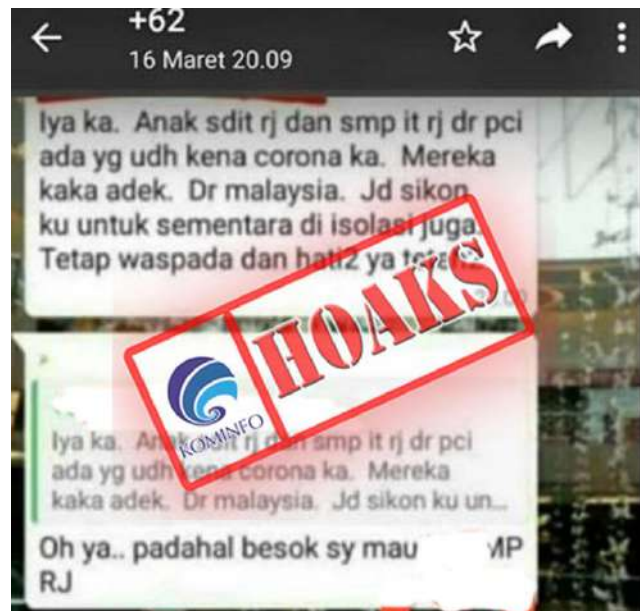 +62
16 Maret 20.09
Iya ka. Anak sdit rj dan smp it rj dr pci
ada yg udh kena corona ka. Mereka
kaka adek. Dr malaysia. Jd sikon
ku untuk sementara di isolasi juga.
Tetap waspada dan hati2 ya
HOAKS
KOMINFO
Iya ka. Anak sdit rj dan smp it rj dr pci
ada yg udh kena corona ka. Mereka
kaka adek. Dr malaysia. Jd sikon ku un...
Oh ya.. padahal besok sy mau MP
RJ